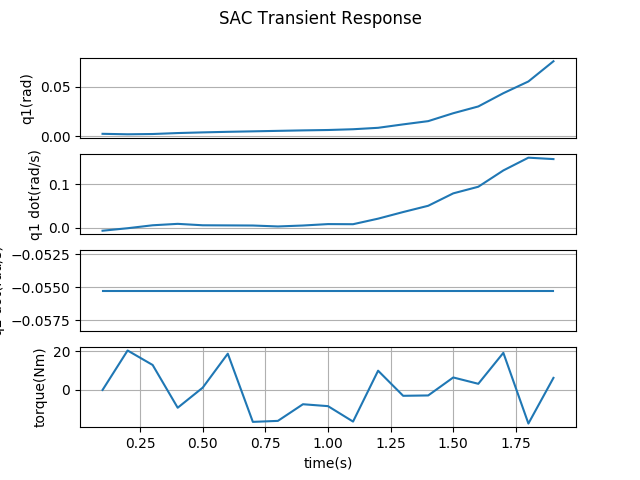 SAC Transient Response
q1(rad)
0.05
0.00
q1 dot(rad/s)
0.1
0.0
−0.0525
−0.0550
−0.0575
torque(Nm)
20
0
0.25 0.50 0.75 1.00 1.25 1.50 1.75
time(s)